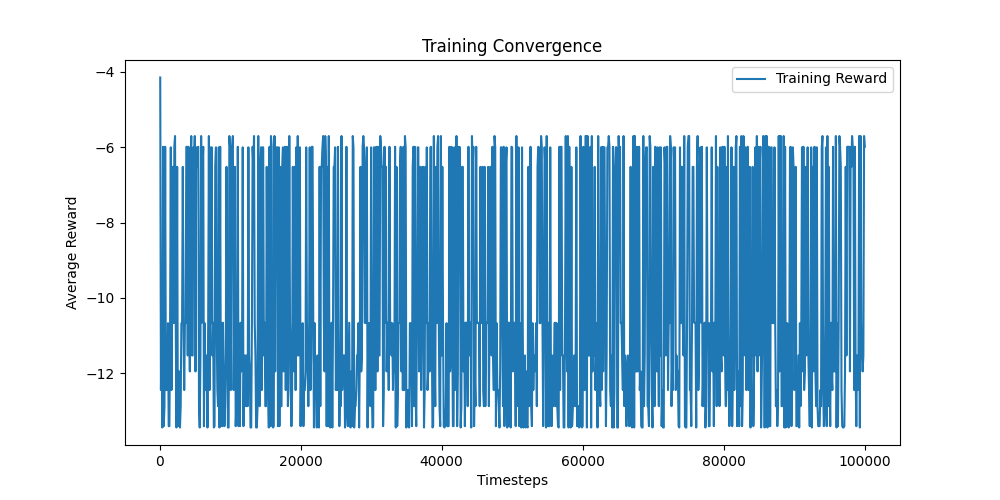 Training Convergence
Training Reward
Average Reward
−4
−6
−8
−10
−12
0 20000 40000 60000 80000 100000
Timesteps